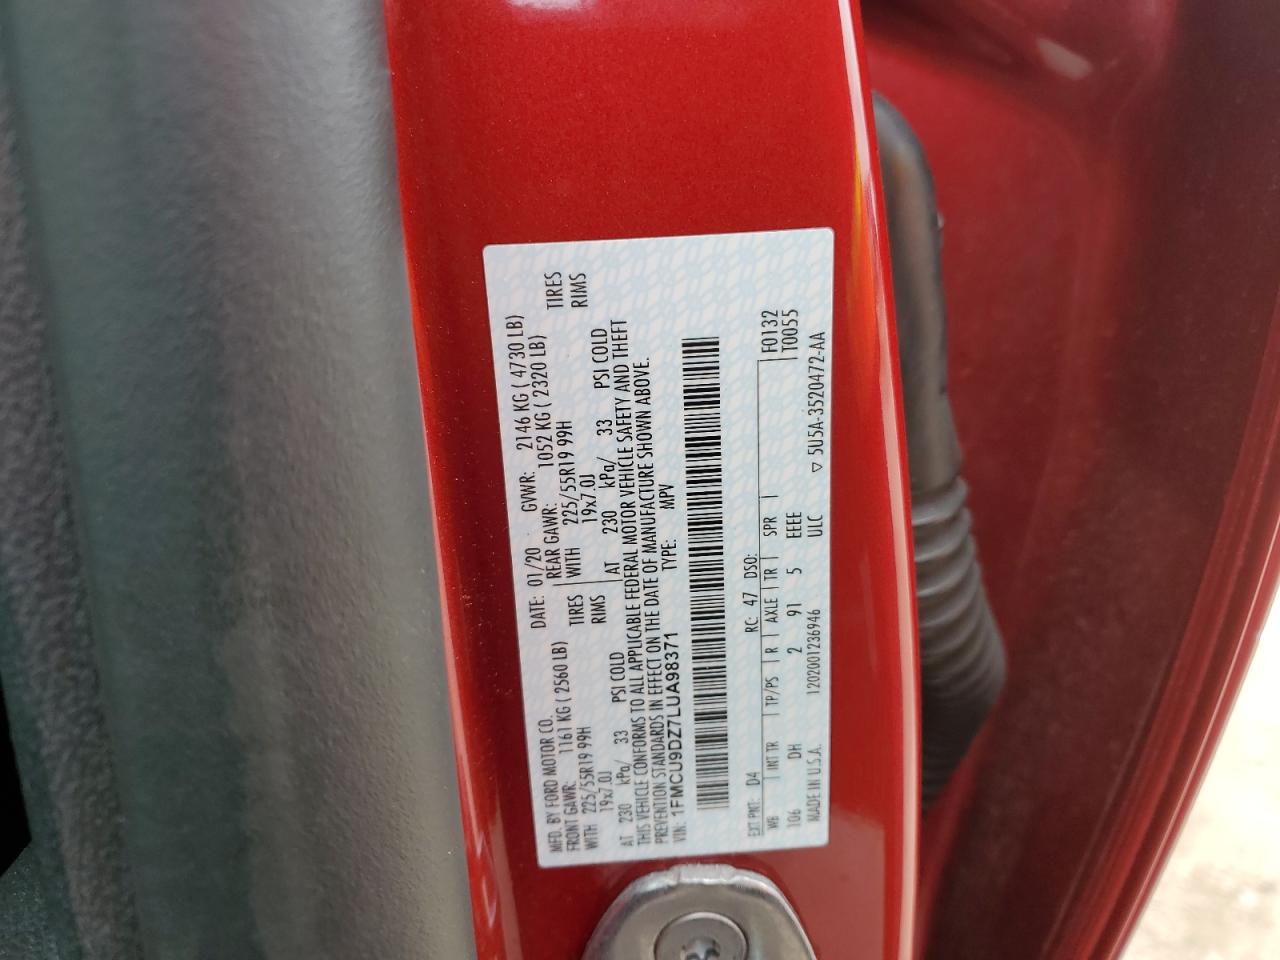 MFD. BY FORD MOTOR CO. DATE: 01/20 GVWR: 2146 KG ( 4730 LB)
FRONT GAWR: 1161 KG ( 2560 LB) REAR GAWR: 1052 KG ( 2320 LB)
WITH 225/55R19 99H TIRES WITH 225/55R19 99H TIRES
19x7.0J RIMS 19x7.0J RIMS
AT 230 kPa/ 33 PSI COLD AT 230 kPa/ 33 PSI COLD
THIS VEHICLE CONFORMS TO ALL APPLICABLE FEDERAL MOTOR VEHICLE SAFETY AND THEFT
PREVENTION STANDARDS IN EFFECT ON THE DATE OF MANUFACTURE SHOWN ABOVE.
VIN: 1FMCU9DZ7LUA98371 TYPE: MPV
EXT PNT: D4 RC: 47 DSO:
WB INT TR TP/PS R AXLE TR SPR F0132
106 DH 2 91 5 EEEE T0055
MADE IN U.S.A. 1202001236946 ULC ▽ 5U5A-3520472-AA